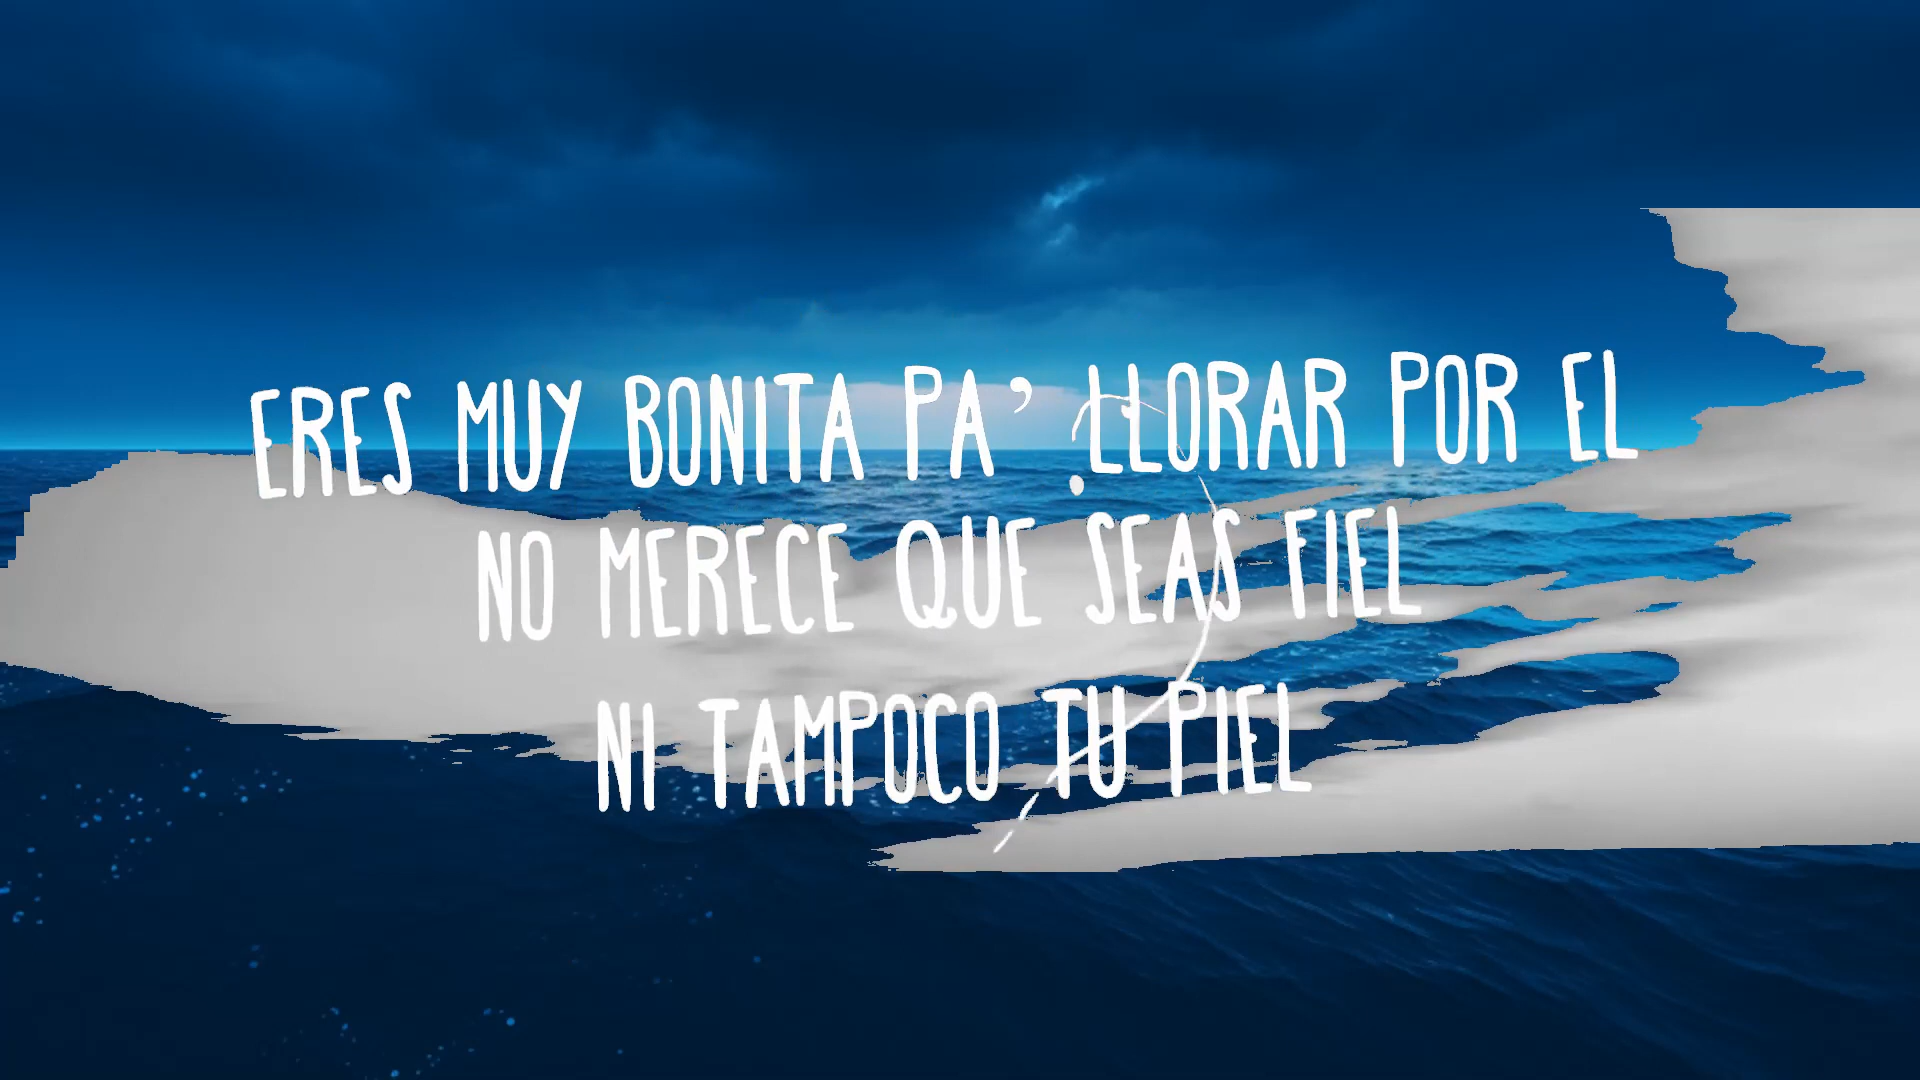 ERES MUY BONITA PA' LLORAR POR EL
NO MERECE QUE SEAS FIEL
NI TAMPOCO TU PIEL